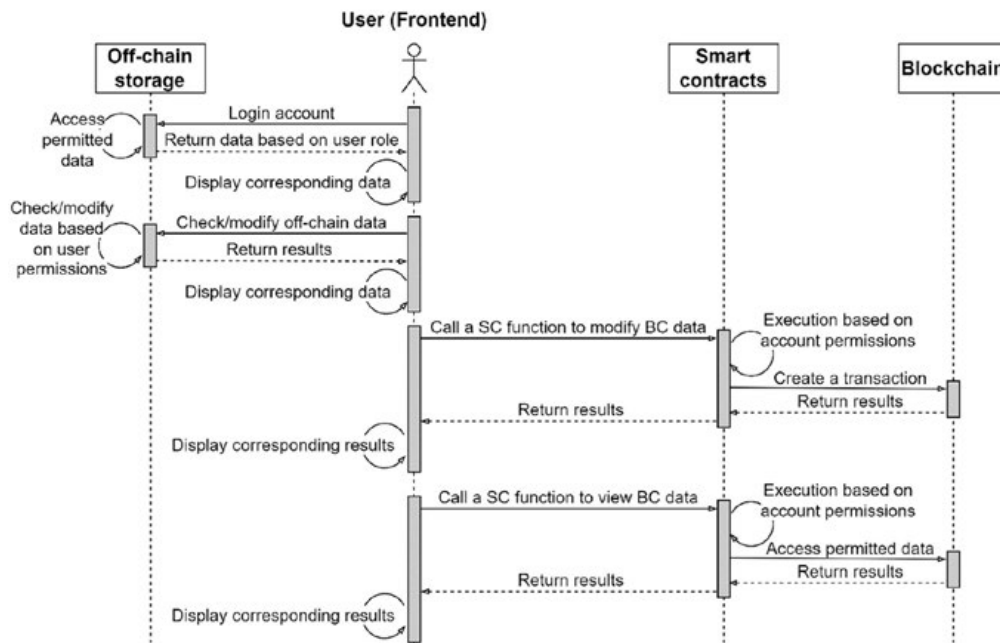 User (Frontend)
Off-chain
storage
Smart
contracts
Blockchain
Access
permitted
data
Login account
Return data based on user role
Display corresponding data
Check/modify
data based
on user
permissions
Check/modify off-chain data
Return results
Display corresponding data
Call a SC function to modify BC data
Execution based on
account permissions
Create a transaction
Return results
Return results
Display corresponding results
Call a SC function to view BC data
Execution based on
account permissions
Access permitted data
Return results
Return results
Display corresponding results